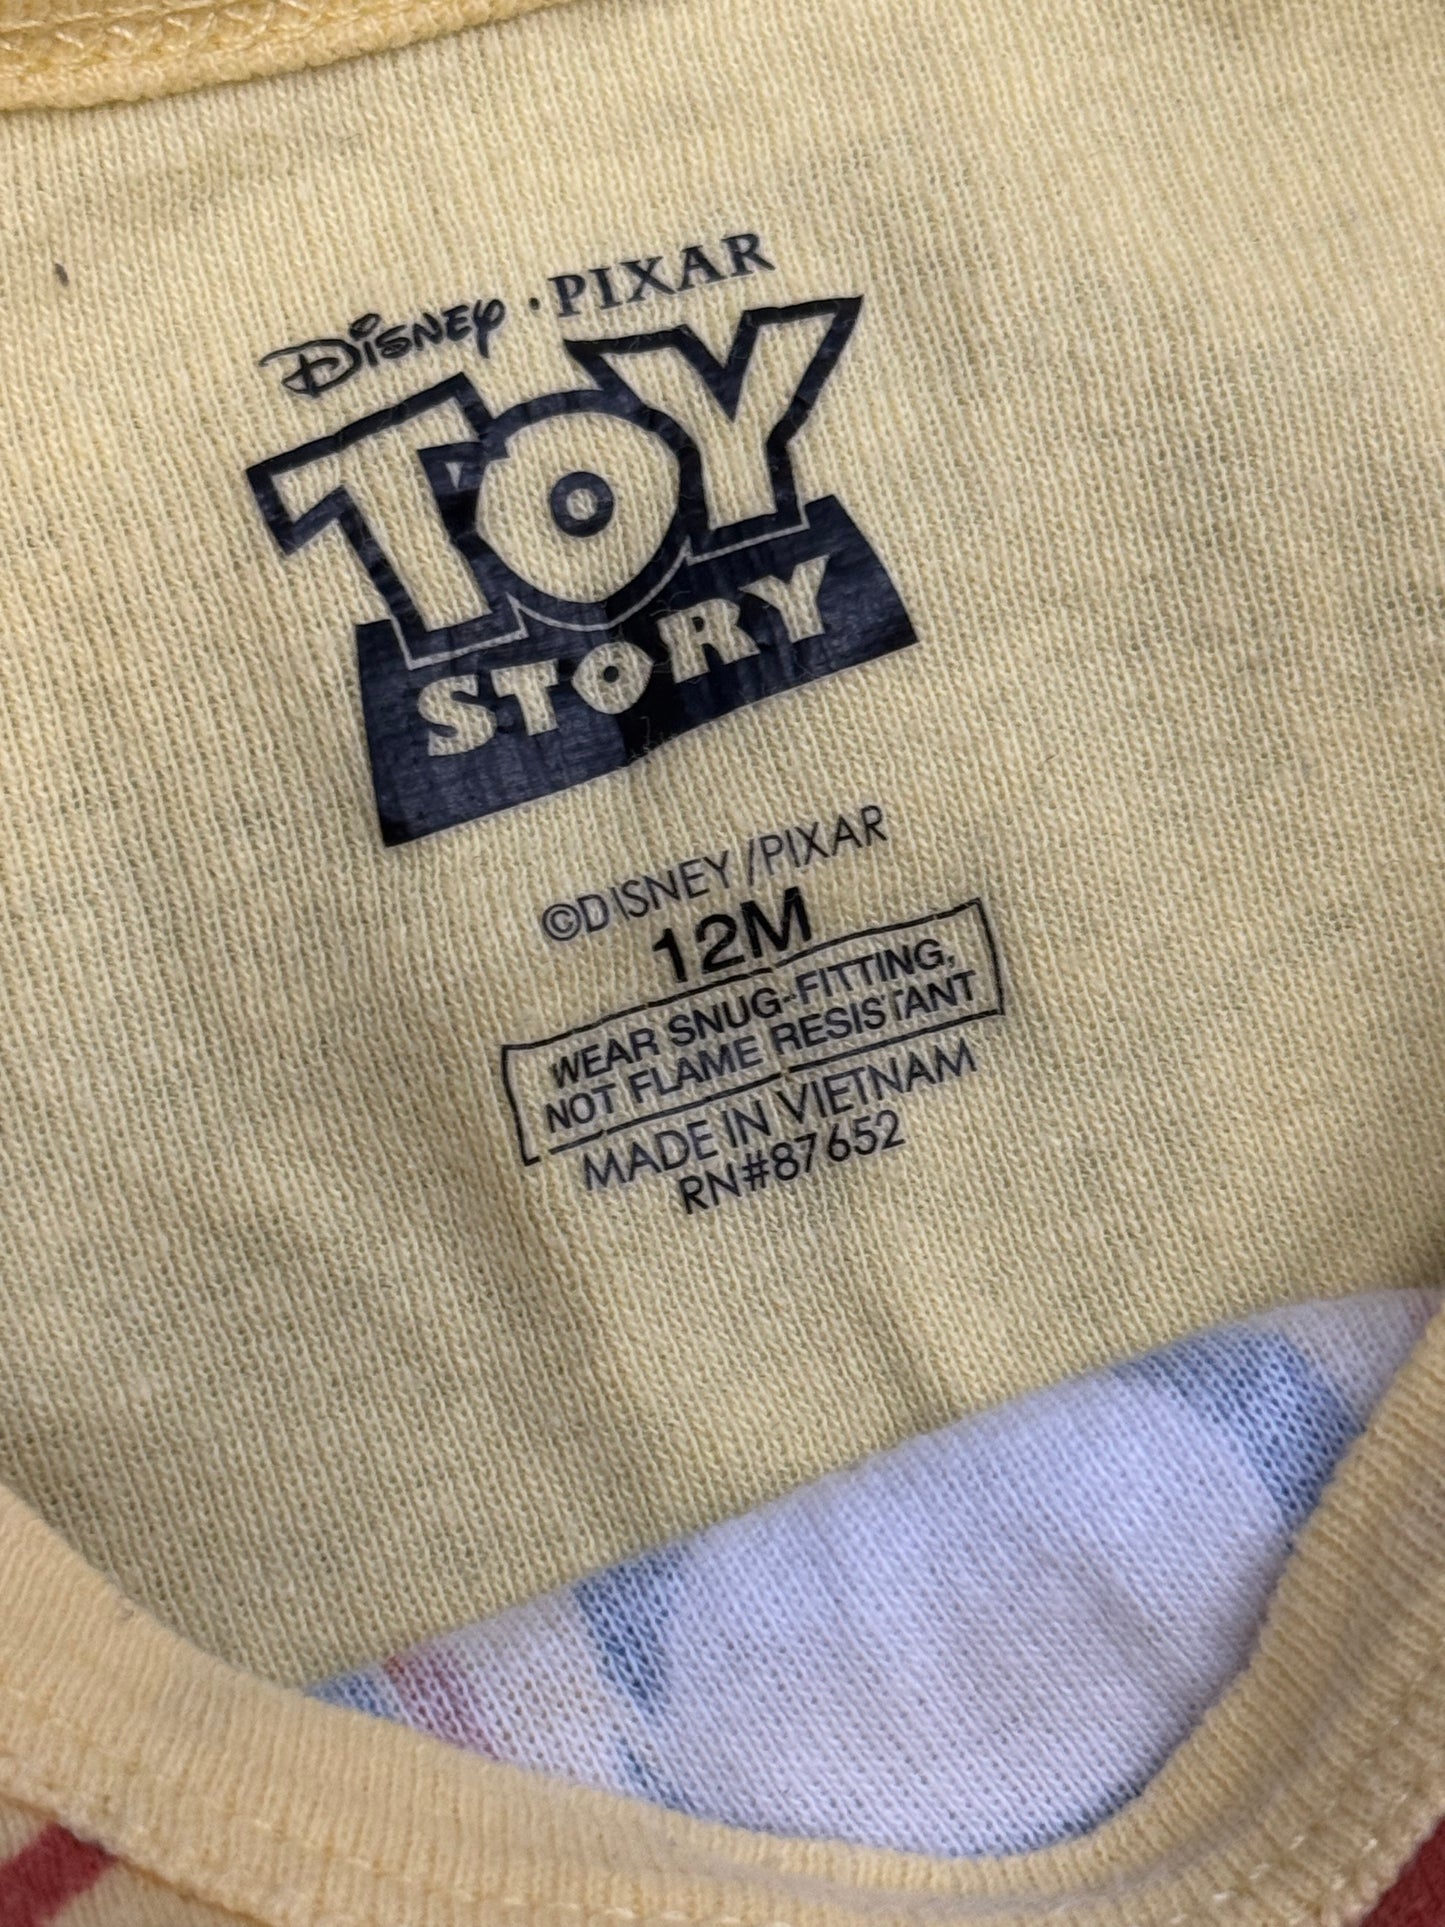 DISNEY · PIXAR
TOY
STORY
©DISNEY/PIXAR
12M
WEAR SNUG-FITTING,
NOT FLAME RESISTANT
MADE IN VIETNAM
RN#87652